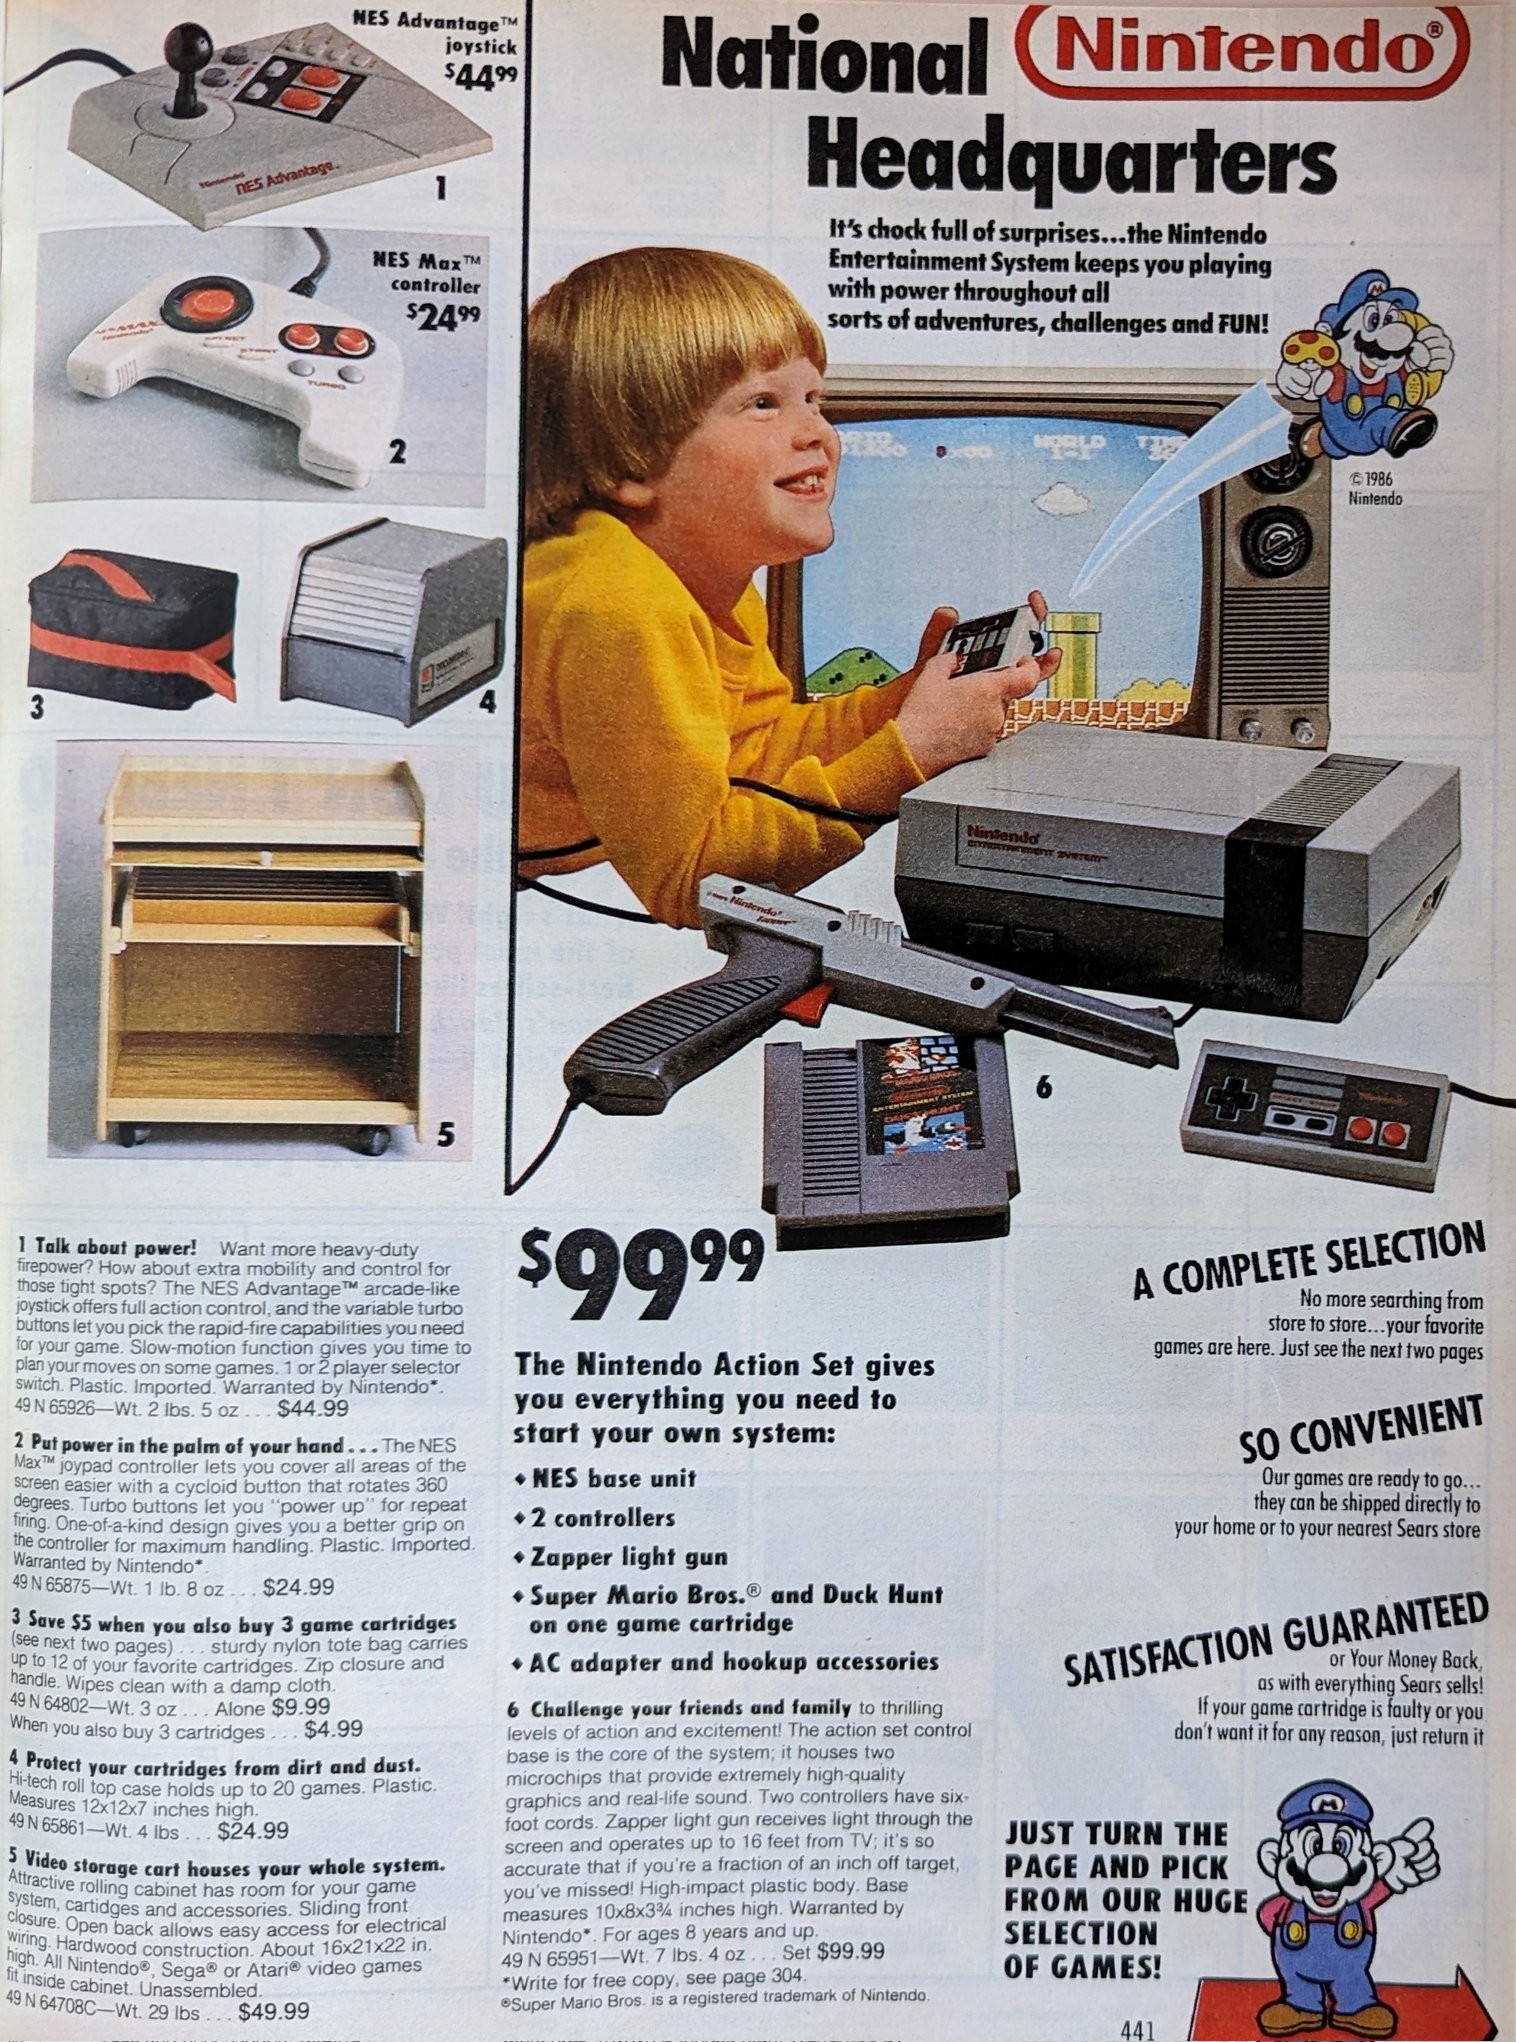 NES Advantage™
joystick
$44.99
Nintendo
NES Advantage™
1
NES Max™
controller
$24.99
NES MAX
Nintendo
SELECT
START
TURBO
2
3
4
5
National Nintendo®
Headquarters
It's chock full of surprises...the Nintendo
Entertainment System keeps you playing
with power throughout all
sorts of adventures, challenges and FUN!
© 1986
Nintendo
WORLD
1-1
TIME
Nintendo
ENTERTAINMENT SYSTEM™
Nintendo
Zapper
6
Nintendo
1 Talk about power! Want more heavy-duty
firepower? How about extra mobility and control for
those tight spots? The NES Advantage™ arcade-like
joystick offers full action control, and the variable turbo
buttons let you pick the rapid-fire capabilities you need
for your game. Slow-motion function gives you time to
plan your moves on some games. 1 or 2 player selector
switch. Plastic. Imported. Warranted by Nintendo*.
49 N 65926—Wt. 2 lbs. 5 oz . . . $44.99
2 Put power in the palm of your hand . . . The NES
Max™ joypad controller lets you cover all areas of the
screen easier with a cycloid button that rotates 360
degrees. Turbo buttons let you "power up" for repeat
firing. One-of-a-kind design gives you a better grip on
the controller for maximum handling. Plastic. Imported.
Warranted by Nintendo*.
49 N 65875—Wt. 1 lb. 8 oz . . . $24.99
3 Save $5 when you also buy 3 game cartridges
(see next two pages) . . . sturdy nylon tote bag carries
up to 12 of your favorite cartridges. Zip closure and
handle. Wipes clean with a damp cloth.
49 N 64802—Wt. 3 oz . . . Alone $9.99
When you also buy 3 cartridges . . . $4.99
4 Protect your cartridges from dirt and dust.
Hi-tech roll top case holds up to 20 games. Plastic.
Measures 12x12x7 inches high.
49 N 65861—Wt. 4 lbs . . . $24.99
5 Video storage cart houses your whole system.
Attractive rolling cabinet has room for your game
system, cartidges and accessories. Sliding front
closure. Open back allows easy access for electrical
wiring. Hardwood construction. About 16x21x22 in.
high. All Nintendo®, Sega® or Atari® video games
fit inside cabinet. Unassembled.
49 N 64708C—Wt. 29 lbs . . . $49.99
$99.99
The Nintendo Action Set gives
you everything you need to
start your own system:
♦ NES base unit
♦ 2 controllers
♦ Zapper light gun
♦ Super Mario Bros.® and Duck Hunt
on one game cartridge
♦ AC adapter and hookup accessories
6 Challenge your friends and family to thrilling
levels of action and excitement! The action set control
base is the core of the system; it houses two
microchips that provide extremely high-quality
graphics and real-life sound. Two controllers have six-
foot cords. Zapper light gun receives light through the
screen and operates up to 16 feet from TV; it's so
accurate that if you're a fraction of an inch off target,
you've missed! High-impact plastic body. Base
measures 10x8x3¾ inches high. Warranted by
Nintendo*. For ages 8 years and up.
49 N 65951—Wt. 7 lbs. 4 oz . . . Set $99.99
*Write for free copy, see page 304.
®Super Mario Bros. is a registered trademark of Nintendo.
A COMPLETE SELECTION
No more searching from
store to store...your favorite
games are here. Just see the next two pages
SO CONVENIENT
Our games are ready to go...
they can be shipped directly to
your home or to your nearest Sears store
SATISFACTION GUARANTEED
or Your Money Back,
as with everything Sears sells!
If your game cartridge is faulty or you
don't want it for any reason, just return it
JUST TURN THE
PAGE AND PICK
FROM OUR HUGE
SELECTION
OF GAMES!
441